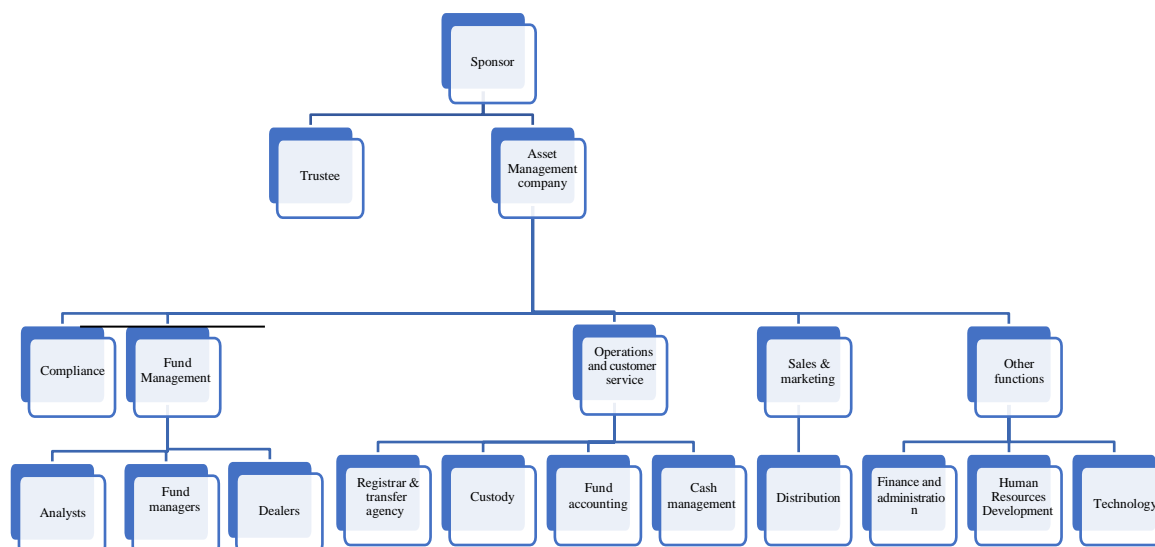 Sponsor
Trustee
Asset
Management
company
Compliance
Fund
Management
Operations
and customer
service
Sales &
marketing
Other
functions
Analysts
Fund
managers
Dealers
Registrar &
transfer
agency
Custody
Fund
accounting
Cash
management
Distribution
Finance and
administratio
n
Human
Resources
Development
Technology